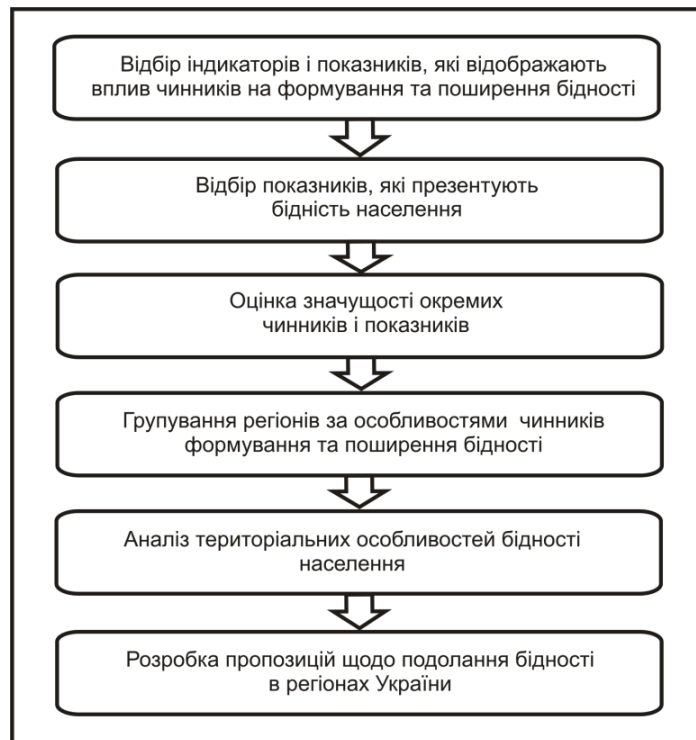 Відбір індикаторів і показників, які відображають
вплив чинників на формування та поширення бідності
Відбір показників, які презентують
бідність населення
Оцінка значущості окремих
чинників і показників
Групування регіонів за особливостями чинників
формування та поширення бідності
Аналіз територіальних особливостей бідності
населення
Розробка пропозицій щодо подолання бідності
в регіонах України